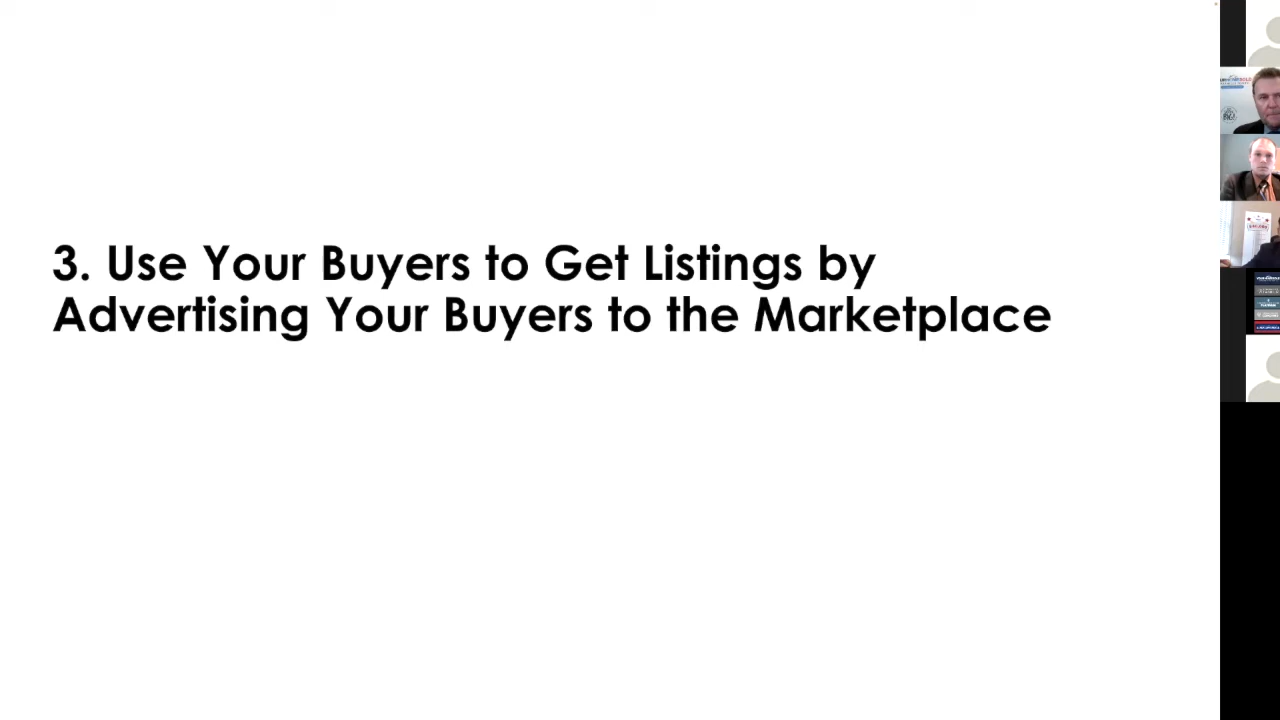 3. Use Your Buyers to Get Listings by
Advertising Your Buyers to the Marketplace